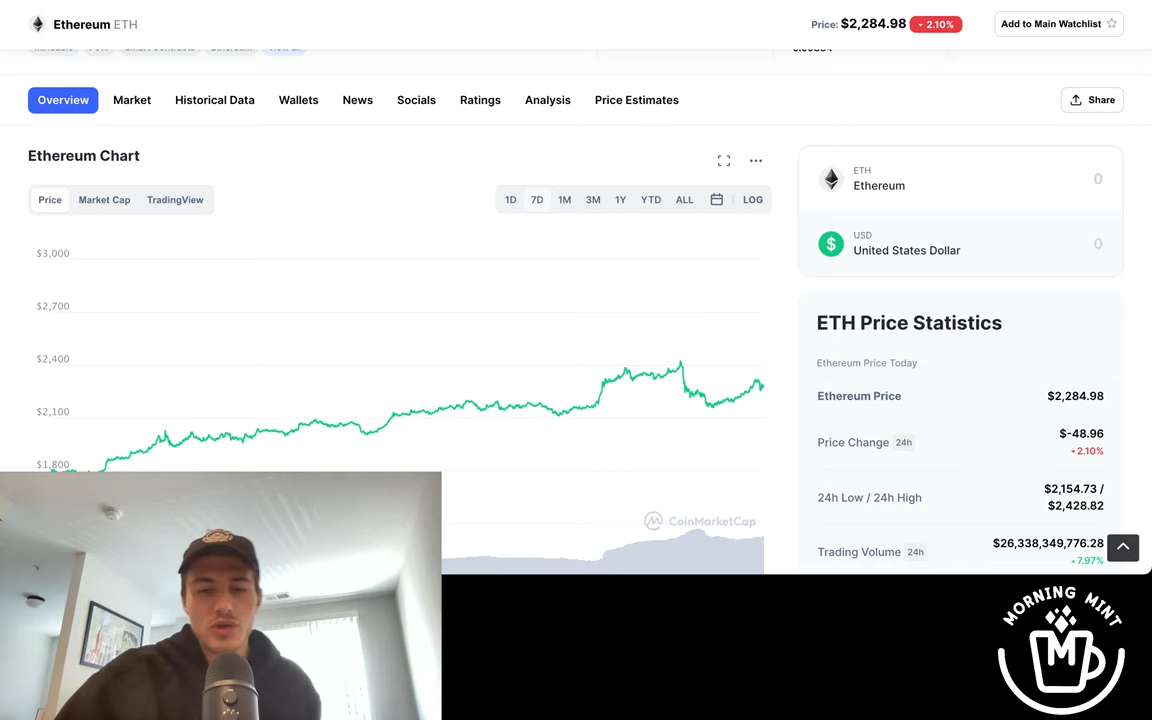 Ethereum ETH
Price: $2,284.98 2.10%
Add to Main Watchlist
Overview
Market
Historical Data
Wallets
News
Socials
Ratings
Analysis
Price Estimates
Share
Ethereum Chart
Price
Market Cap
TradingView
1D
7D
1M
3M
1Y
YTD
ALL
LOG
$3,000
$2,700
$2,400
$2,100
$1,800
CoinMarketCap
ETH
Ethereum
0
USD
United States Dollar
0
ETH Price Statistics
Ethereum Price Today
Ethereum Price
$2,284.98
Price Change 24h
$-48.96
2.10%
24h Low / 24h High
$2,154.73 /
$2,428.82
Trading Volume 24h
$26,338,349,776.28
7.97%
MORNING MINT
M